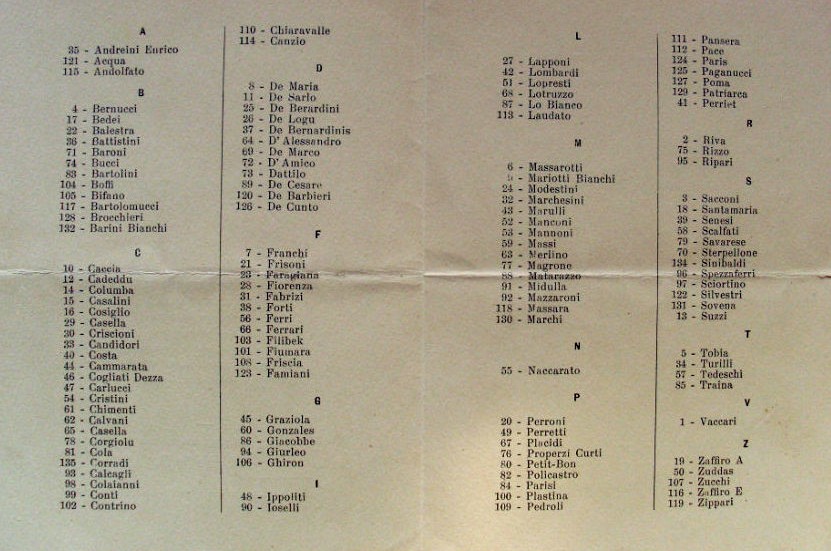 A
35 - Andreini Enrico
121 - Acqua
115 - Andolfato
B
4 - Bernucci
17 - Bedei
22 - Balestra
36 - Battistini
71 - Baroni
74 - Bucci
83 - Bartolini
104 - Boffi
105 - Bifano
117 - Bartolomucci
128 - Brocchieri
132 - Barini Bianchi
C
10 - Caccia
12 - Cadeddu
14 - Columba
15 - Casalini
16 - Cosiglio
29 - Casella
30 - Criscioni
33 - Candidori
40 - Costa
44 - Cammarata
46 - Cogliati Dezza
47 - Carlucci
54 - Cristini
61 - Chimenti
62 - Calvani
65 - Casella
78 - Corgiolu
81 - Cola
135 - Corradi
93 - Calcagli
98 - Colaianni
99 - Conti
102 - Contrino
110 - Chiaravalle
114 - Canzio
D
8 - De Maria
11 - De Sarlo
25 - De Berardini
26 - De Logu
37 - De Bernardinis
64 - D'Alessandro
69 - De Marco
72 - D'Amico
73 - Dattilo
89 - De Cesare
120 - De Barbieri
126 - De Cunto
F
7 - Franchi
21 - Frisoni
23 - Faragiana
28 - Fiorenza
31 - Fabrizi
38 - Forti
56 - Ferri
66 - Ferrari
103 - Filibek
101 - Fiumara
108 - Friscia
123 - Famiani
G
45 - Graziola
60 - Gonzales
86 - Giacobbe
94 - Giurleo
106 - Ghiron
I
48 - Ippoliti
90 - Ioselli
L
27 - Lapponi
42 - Lombardi
51 - Lopresti
68 - Lotruzzo
87 - Lo Bianco
113 - Laudato
M
6 - Massarotti
- Mariotti Bianchi
24 - Modestini
32 - Marchesini
43 - Marulli
52 - Manconi
53 - Mannoni
59 - Massi
63 - Merlino
77 - Magrone
88 - Matarazzo
91 - Midulla
92 - Mazzaroni
118 - Massara
130 - Marchi
N
55 - Naccarato
P
20 - Perroni
49 - Perretti
67 - Placidi
76 - Properzi Curti
80 - Petit-Bon
82 - Policastro
84 - Parisi
100 - Plastina
109 - Pedroli
111 - Pansera
112 - Pace
124 - Paris
125 - Paganucci
127 - Poma
129 - Patriarca
41 - Perriet
R
2 - Riva
75 - Rizzo
95 - Ripari
S
3 - Sacconi
18 - Santamaria
39 - Senesi
58 - Scalfati
79 - Savarese
70 - Sterpellone
134 - Sinibaldi
96 - Spezzaferri
97 - Sciortino
122 - Silvestri
131 - Sovena
13 - Suzzi
T
5 - Tobia
34 - Turilli
57 - Tedeschi
85 - Traina
V
1 - Vaccari
Z
19 - Zaffiro A
50 - Zuddas
107 - Zucchi
116 - Zaffiro E
119 - Zippari